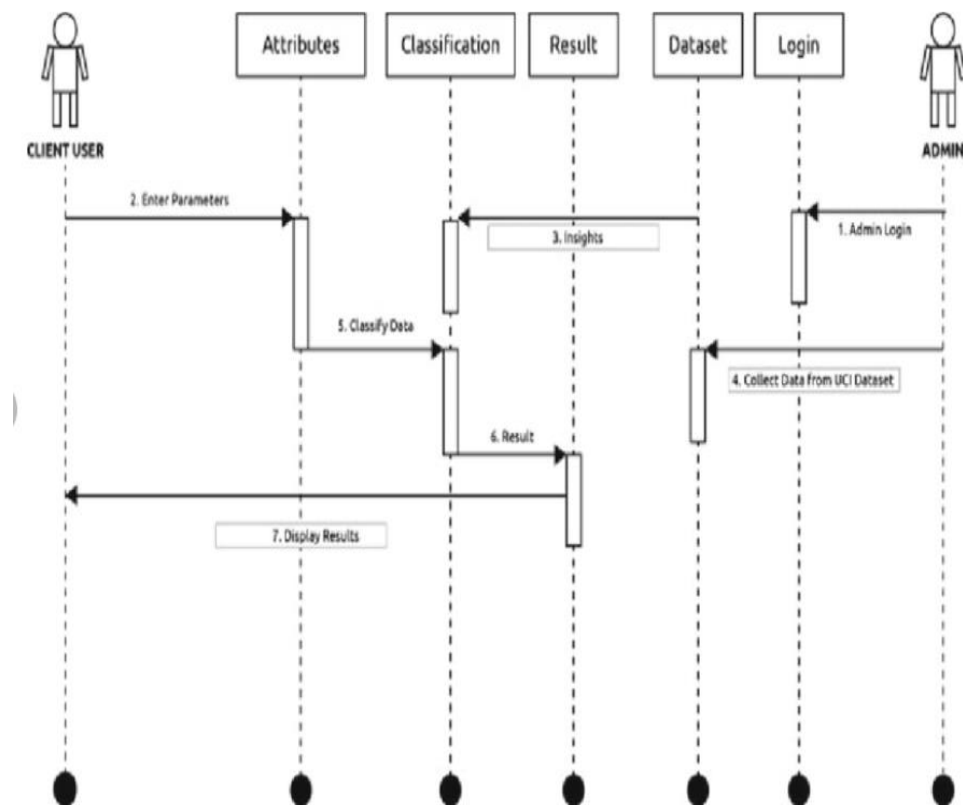 Attributes
Classification
Result
Dataset
Login
CLIENT USER
ADMIN
2. Enter Parameters
3. Insights
1. Admin Login
5. Classify Data
4. Collect Data from UCI Dataset
6. Result
7. Display Results